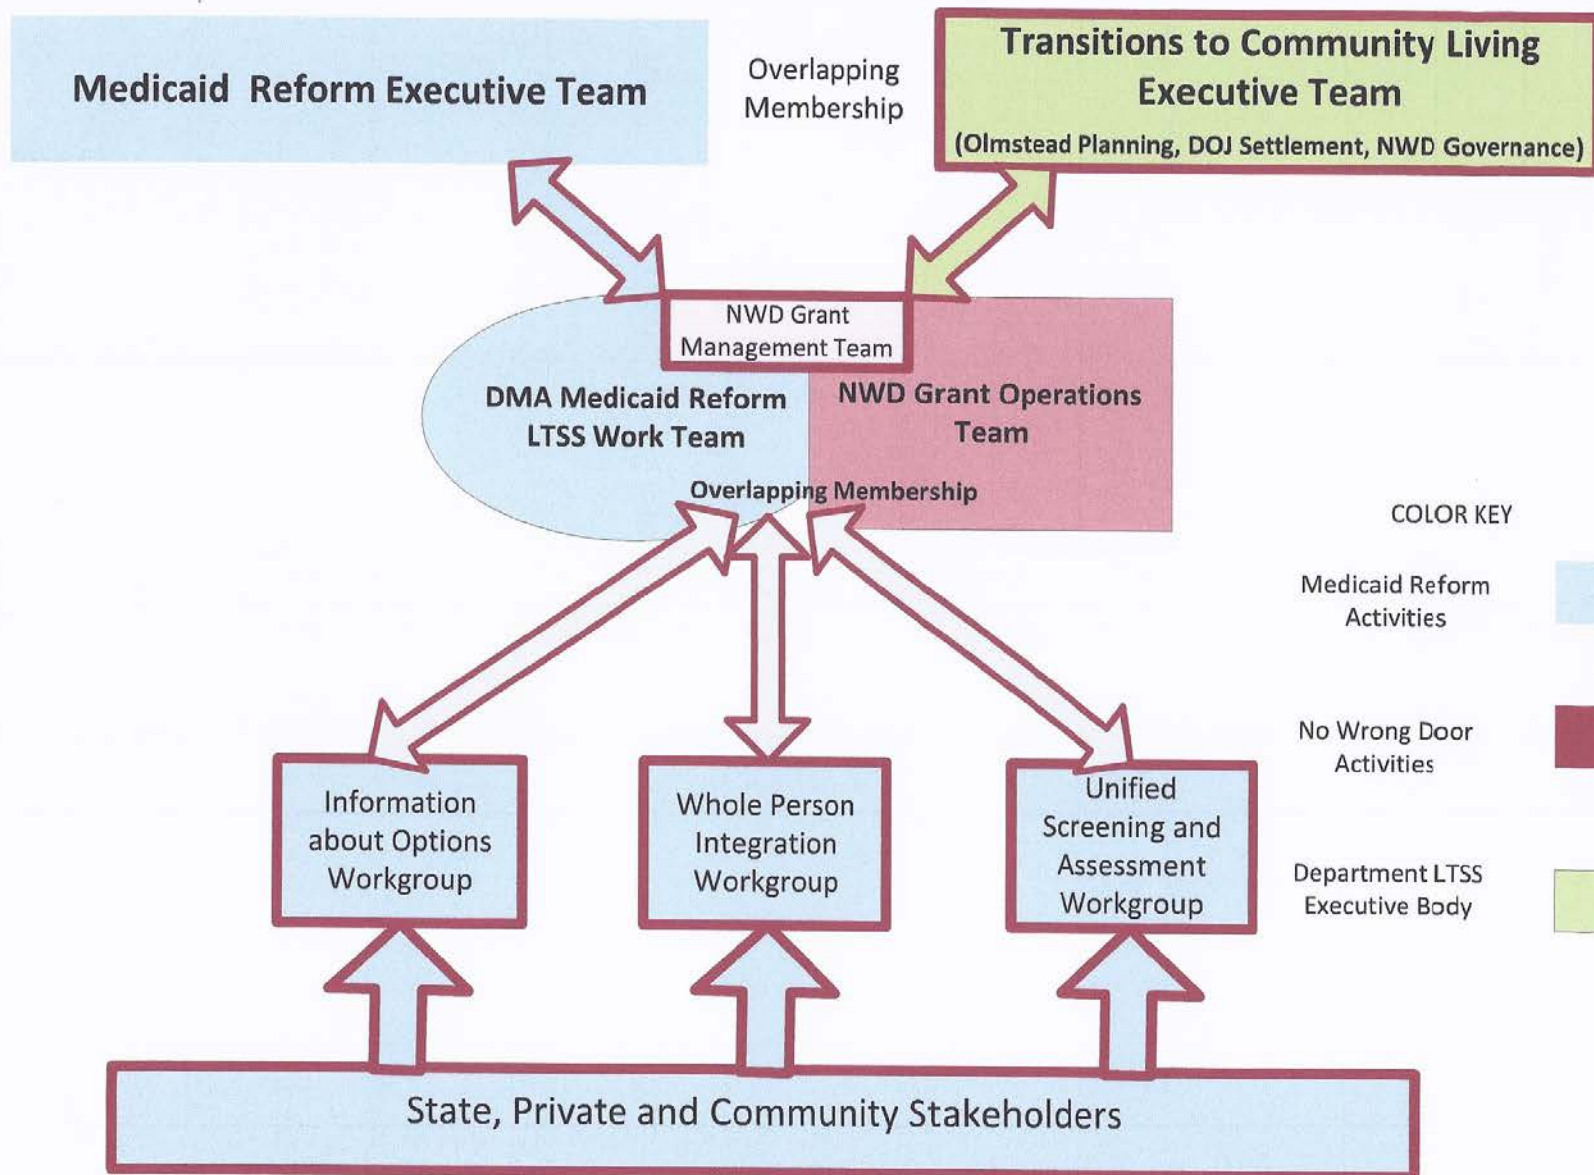 Medicaid Reform Executive Team
Overlapping
Membership
Transitions to Community Living
Executive Team
(Olmstead Planning, DOJ Settlement, NWD Governance)
NWD Grant
Management Team
DMA Medicaid Reform
LTSS Work Team
NWD Grant Operations
Team
Overlapping Membership
COLOR KEY
Medicaid Reform
Activities
No Wrong Door
Activities
Department LTSS
Executive Body
Information
about Options
Workgroup
Whole Person
Integration
Workgroup
Unified
Screening and
Assessment
Workgroup
State, Private and Community Stakeholders